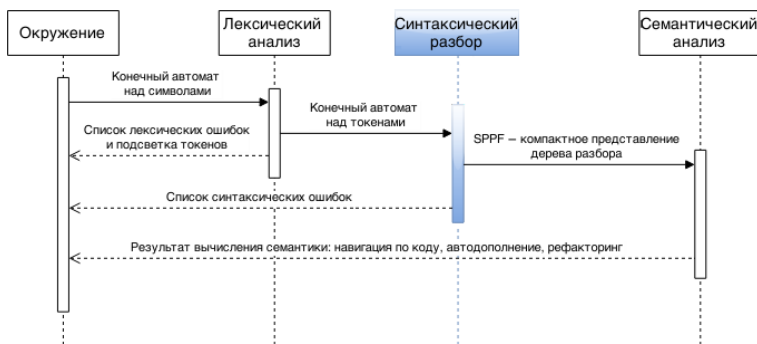 Окружение
Лексический
анализ
Синтаксический
разбор
Семантический
анализ
Конечный автомат
над символами
Конечный автомат
над токенами
Список лексических ошибок
и подсветка токенов
SPPF – компактное представление
дерева разбора
Список синтаксических ошибок
Результат вычисления семантики: навигация по коду, автодополнение, рефакторинг